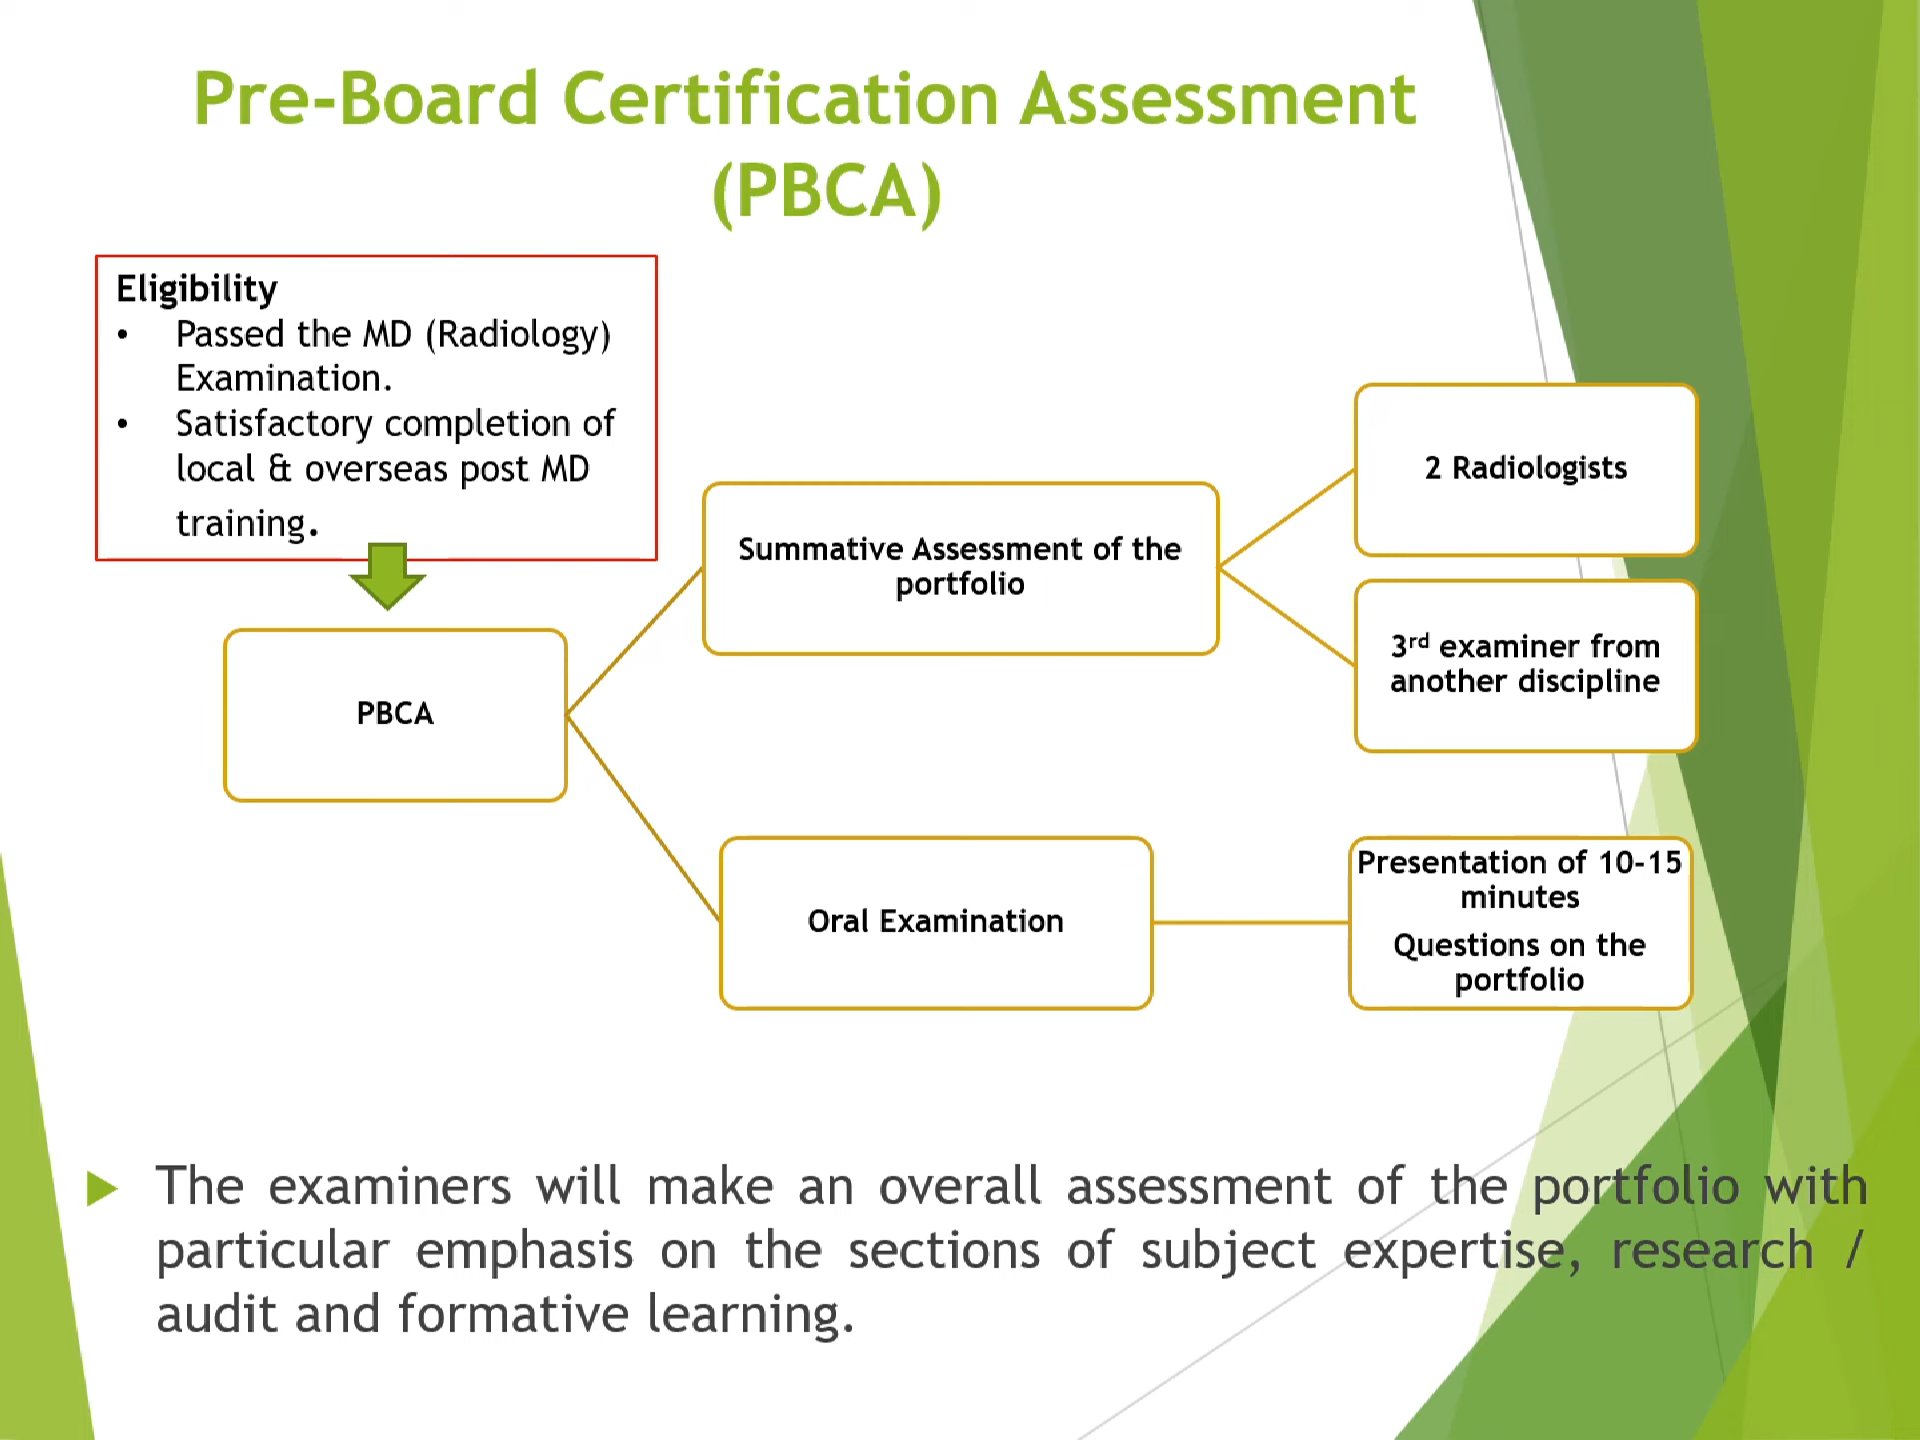 Pre-Board Certification Assessment
(PBCA)
Eligibility
• Passed the MD (Radiology)
Examination.
• Satisfactory completion of
local & overseas post MD
training.
PBCA
Summative Assessment of the
portfolio
2 Radiologists
3rd examiner from
another discipline
Oral Examination
Presentation of 10-15
minutes
Questions on the
portfolio
The examiners will make an overall assessment of the portfolio with
particular emphasis on the sections of subject expertise, research /
audit and formative learning.